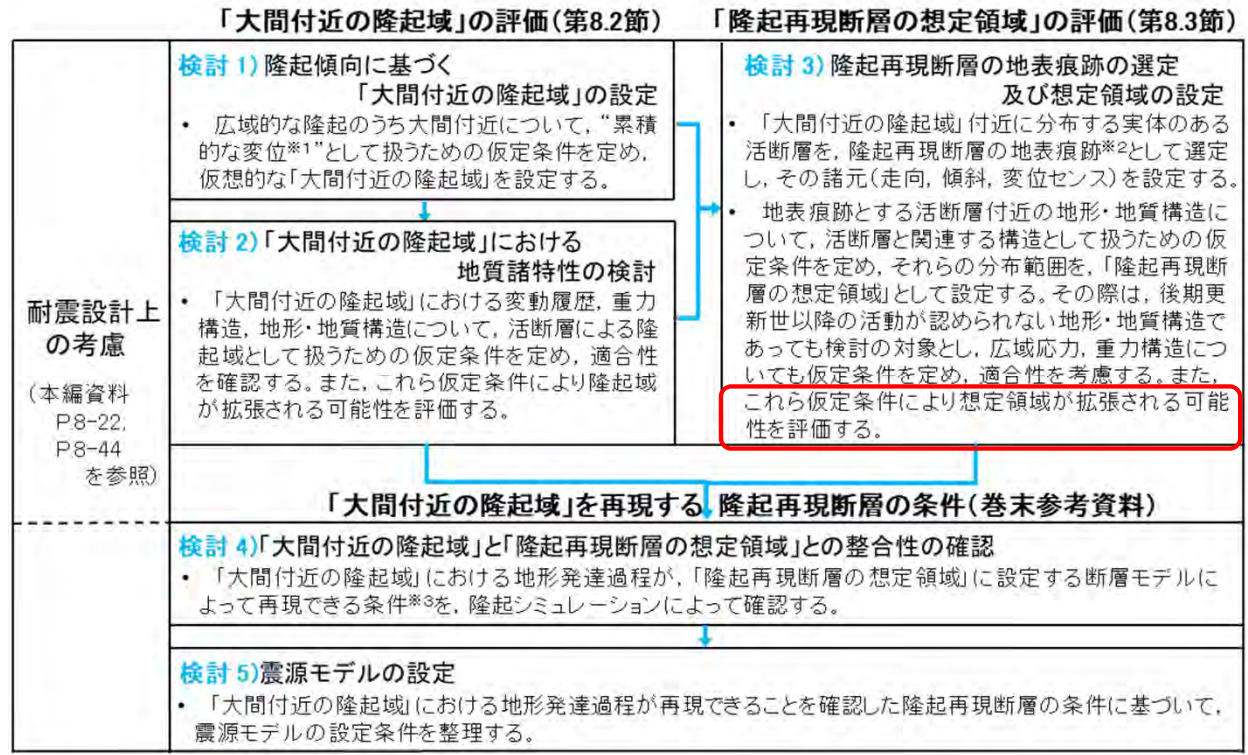 「大間付近の隆起域」の評価(第8.2節)
「隆起再現断層の想定領域」の評価(第8.3節)
耐震設計上
の考慮
(本編資料
P8-22,
P8-44
を参照)
検討 1) 隆起傾向に基づく
「大間付近の隆起域」の設定
• 広域的な隆起のうち大間付近について, “累積
的な変位※1”として扱うための仮定条件を定め,
仮想的な「大間付近の隆起域」を設定する。
検討 2)「大間付近の隆起域」における
地質諸特性の検討
• 「大間付近の隆起域」における変動履歴, 重力
構造, 地形・地質構造について, 活断層による隆
起域として扱うための仮定条件を定め, 適合性
を確認する。また, これら仮定条件により隆起域
が拡張される可能性を評価する。
検討 3) 隆起再現断層の地表痕跡の選定
及び想定領域の設定
• 「大間付近の隆起域」付近に分布する実体のある
活断層を, 隆起再現断層の地表痕跡※2として選定
し, その諸元(走向, 傾斜, 変位センス)を設定する。
• 地表痕跡とする活断層付近の地形・地質構造に
ついて, 活断層と関連する構造として扱うための仮
定条件を定め, それらの分布範囲を, 「隆起再現断
層の想定領域」として設定する。その際は, 後期更
新世以降の活動が認められない地形・地質構造で
あっても検討の対象とし, 広域応力, 重力構造につ
いても仮定条件を定め, 適合性を考慮する。また,
これら仮定条件により想定領域が拡張される可能
性を評価する。
「大間付近の隆起域」を再現する 隆起再現断層の条件(巻末参考資料)
検討 4)「大間付近の隆起域」と「隆起再現断層の想定領域」との整合性の確認
• 「大間付近の隆起域」における地形発達過程が, 「隆起再現断層の想定領域」に設定する断層モデルに
よって再現できる条件※3を, 隆起シミュレーションによって確認する。
検討 5)震源モデルの設定
• 「大間付近の隆起域」における地形発達過程が再現できることを確認した隆起再現断層の条件に基づいて,
震源モデルの設定条件を整理する。